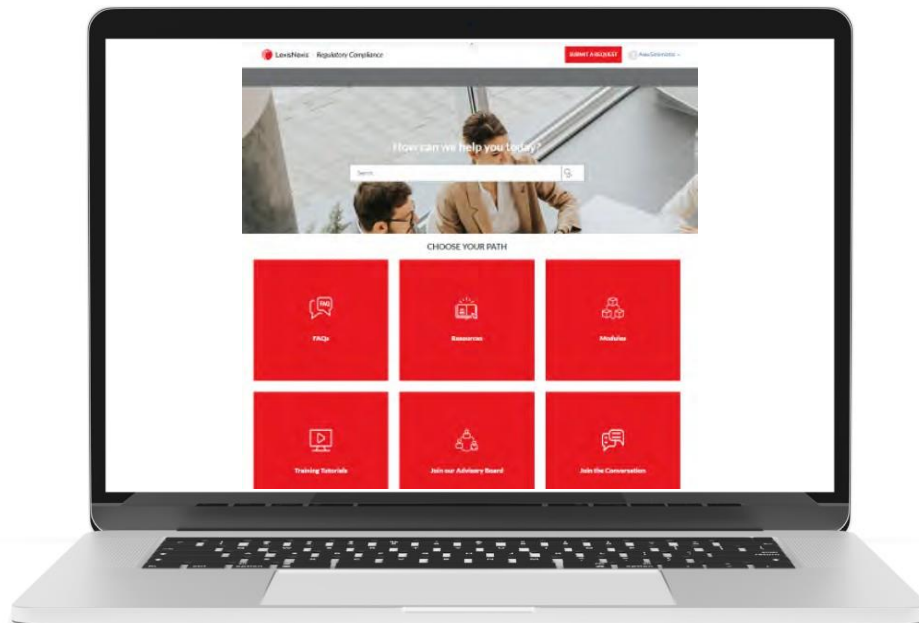 LexisNexis Regulatory Compliance
SUBMIT A REQUEST
How can we help you today?
Search
CHOOSE YOUR PATH
FAQ
FAQs
Resources
Modules
Training Tutorials
Join our Advisory Board
Join the Conversation